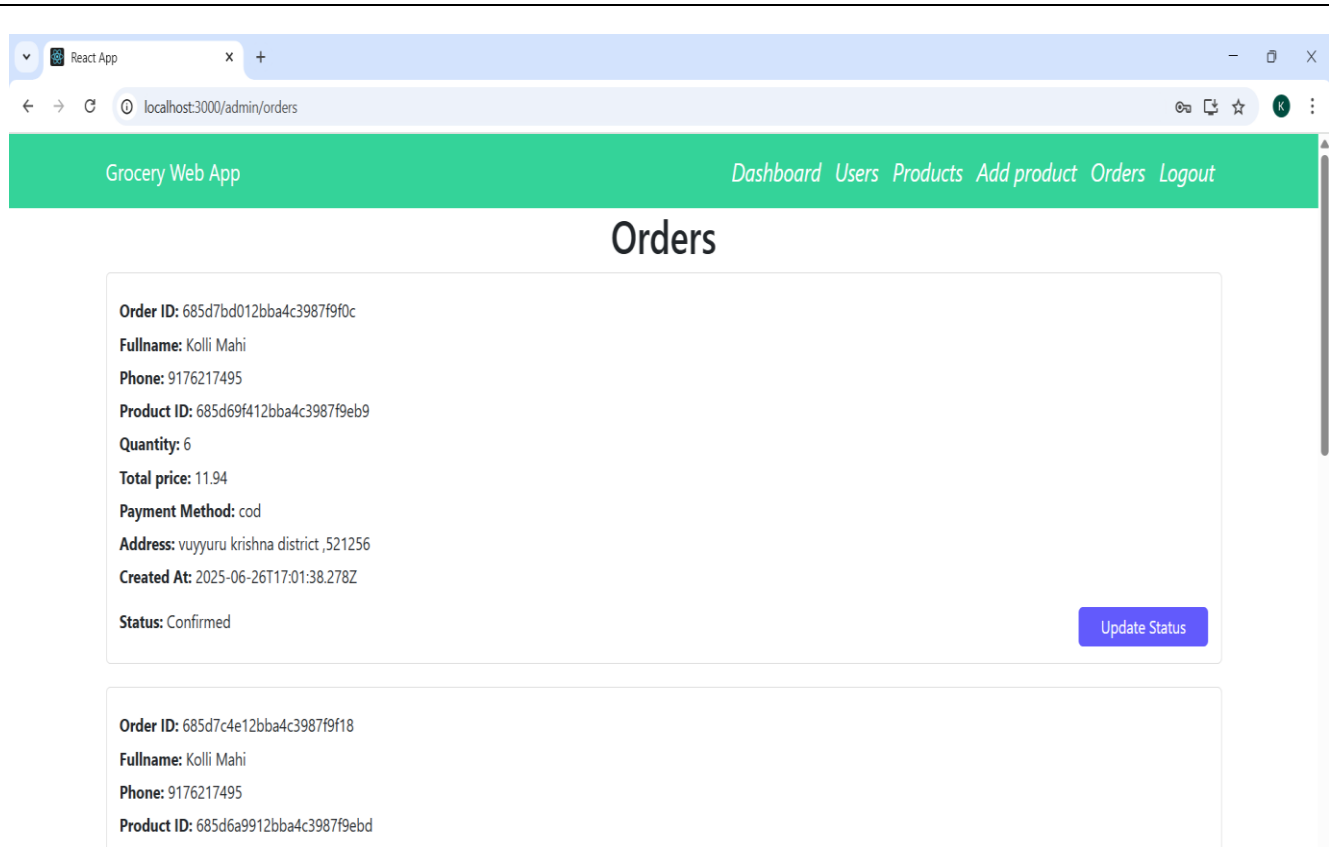 React App
localhost:3000/admin/orders
K
Grocery Web App
Dashboard Users Products Add product Orders Logout
Orders
Order ID: 685d7bd012bba4c3987f9f0c
Fullname: Kolli Mahi
Phone: 9176217495
Product ID: 685d69f412bba4c3987f9eb9
Quantity: 6
Total price: 11.94
Payment Method: cod
Address: vuyyuru krishna district ,521256
Created At: 2025-06-26T17:01:38.278Z
Status: Confirmed
Update Status
Order ID: 685d7c4e12bba4c3987f9f18
Fullname: Kolli Mahi
Phone: 9176217495
Product ID: 685d6a9912bba4c3987f9ebd